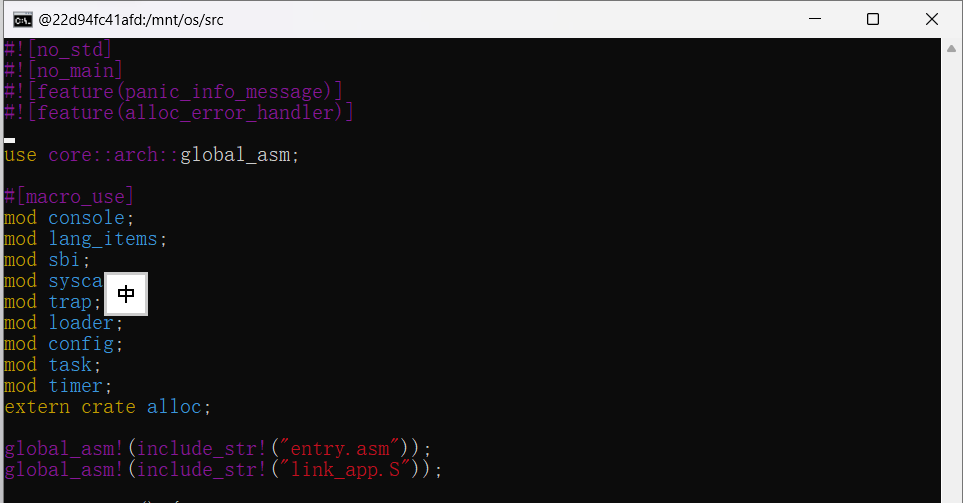 @22d94fc41afd:/mnt/os/src
#![no_std]
#![no_main]
#![feature(panic_info_message)]
#![feature(alloc_error_handler)]
use core::arch::global_asm;
#[macro_use]
mod console;
mod lang_items;
mod sbi;
mod sysca
中
mod trap;
mod loader;
mod config;
mod task;
mod timer;
extern crate alloc;
global_asm!(include_str!("entry.asm"));
global_asm!(include_str!("link_app.S"));